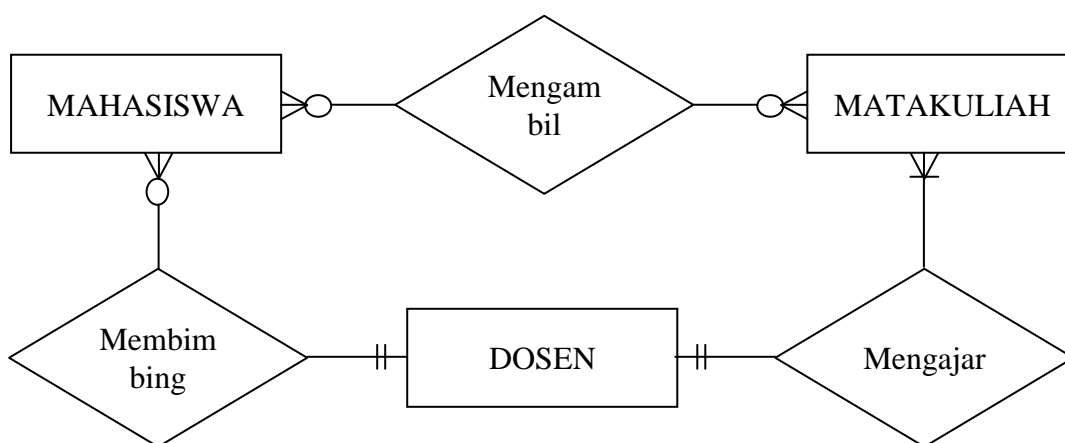 MAHASISWA
Mengam
bil
MATAKULIAH
Membim
bing
DOSEN
Mengajar